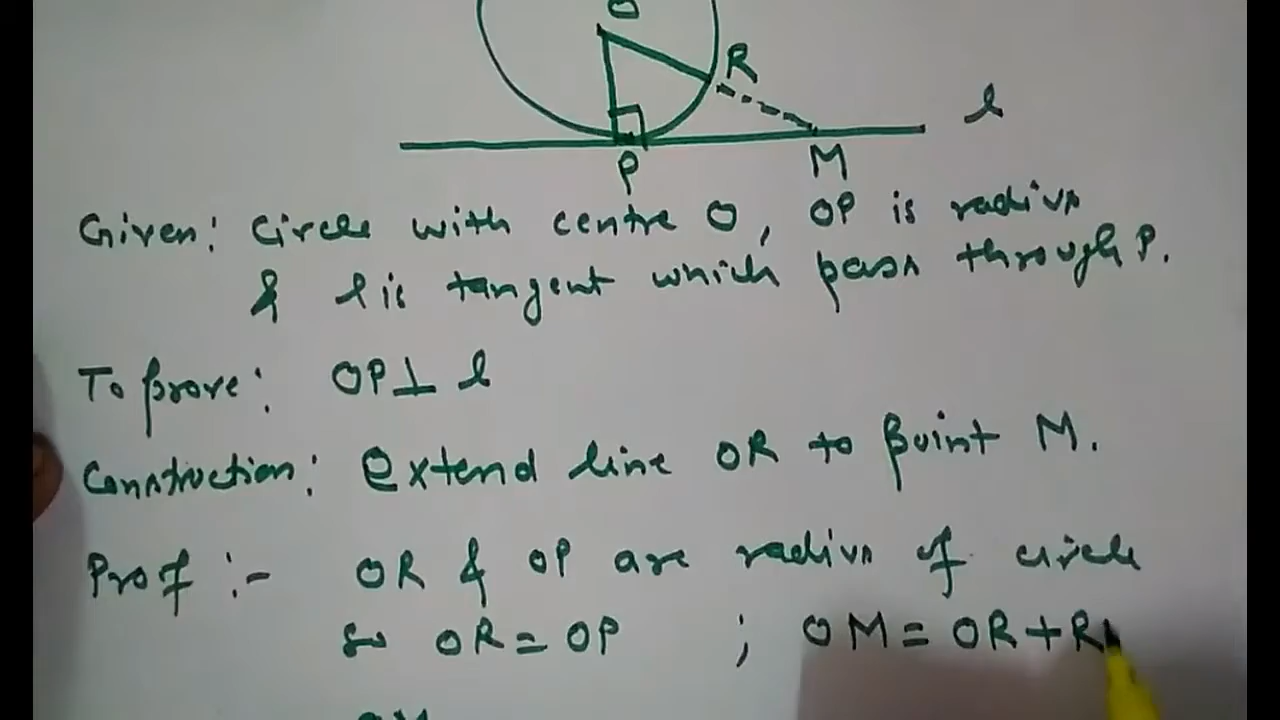 O
R
l
P
M
Given: Circle with centre O, OP is radius
& l is tangent which pass through P.
To prove: OP⊥ l
Construction: Extend line OR to point M.
Prof :- OR & OP are radius of circle
so OR = OP ; OM = OR + R